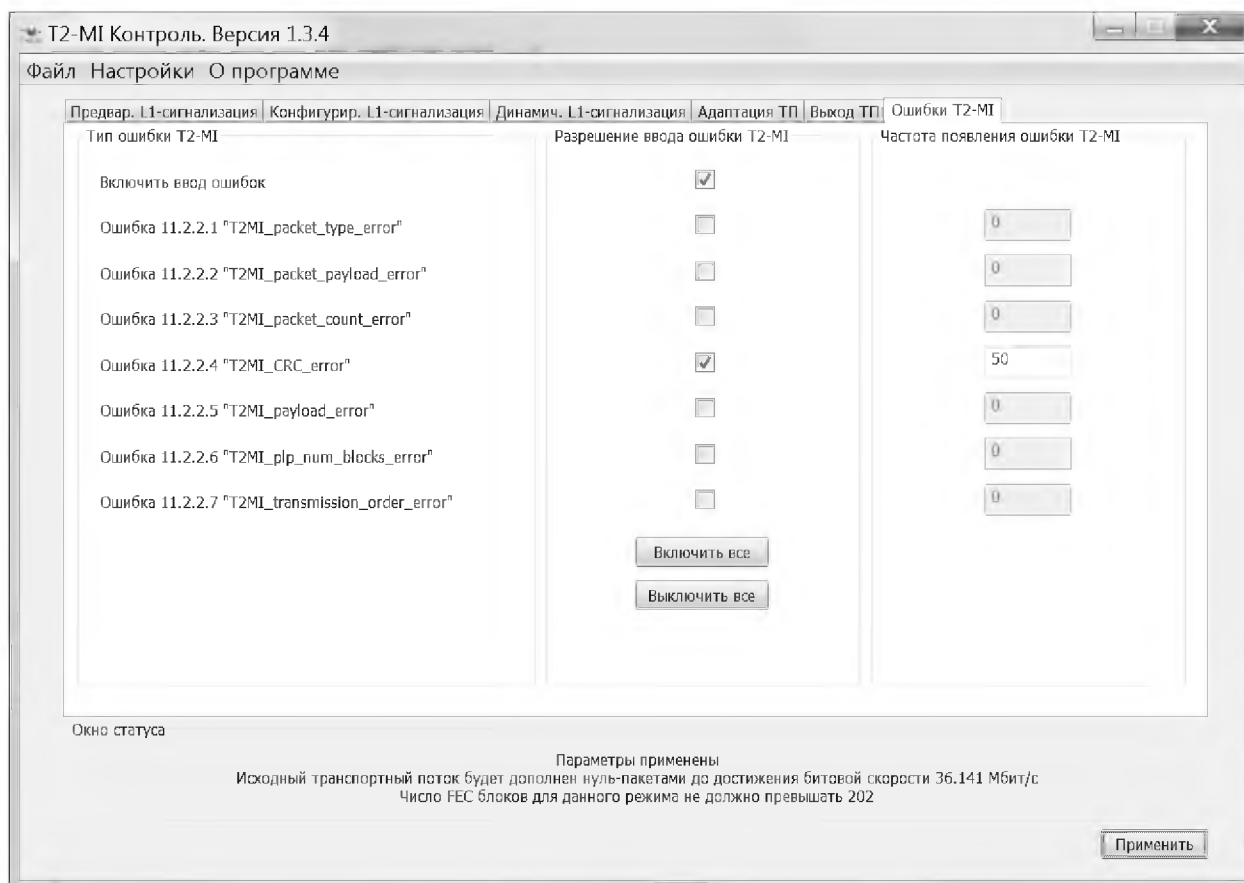 T2-MI Контроль. Версия 1.3.4
Файл Настройки О программе
Предвар. L1-сигнализация Конфигурир. L1-сигнализация Динамич. L1-сигнализация Адаптация ТП Выход ТП Ошибки T2-MI
Тип ошибки T2-MI Разрешение ввода ошибки T2-MI Частота появления ошибки T2-MI
Включить ввод ошибок
Ошибка 11.2.2.1 "T2MI_packet_type_error" 0
Ошибка 11.2.2.2 "T2MI_packet_payload_error" 0
Ошибка 11.2.2.3 "T2MI_packet_count_error" 0
Ошибка 11.2.2.4 "T2MI_CRC_error" 50
Ошибка 11.2.2.5 "T2MI_payload_error" 0
Ошибка 11.2.2.6 "T2MI_plp_num_blocks_error" 0
Ошибка 11.2.2.7 "T2MI_transmission_order_error" 0
Включить все
Выключить все
Окно статуса
Параметры применены
Исходный транспортный поток будет дополнен нуль-пакетами до достижения битовой скорости 36.141 Мбит/с
Число FEC блоков для данного режима не должно превышать 202
Применить